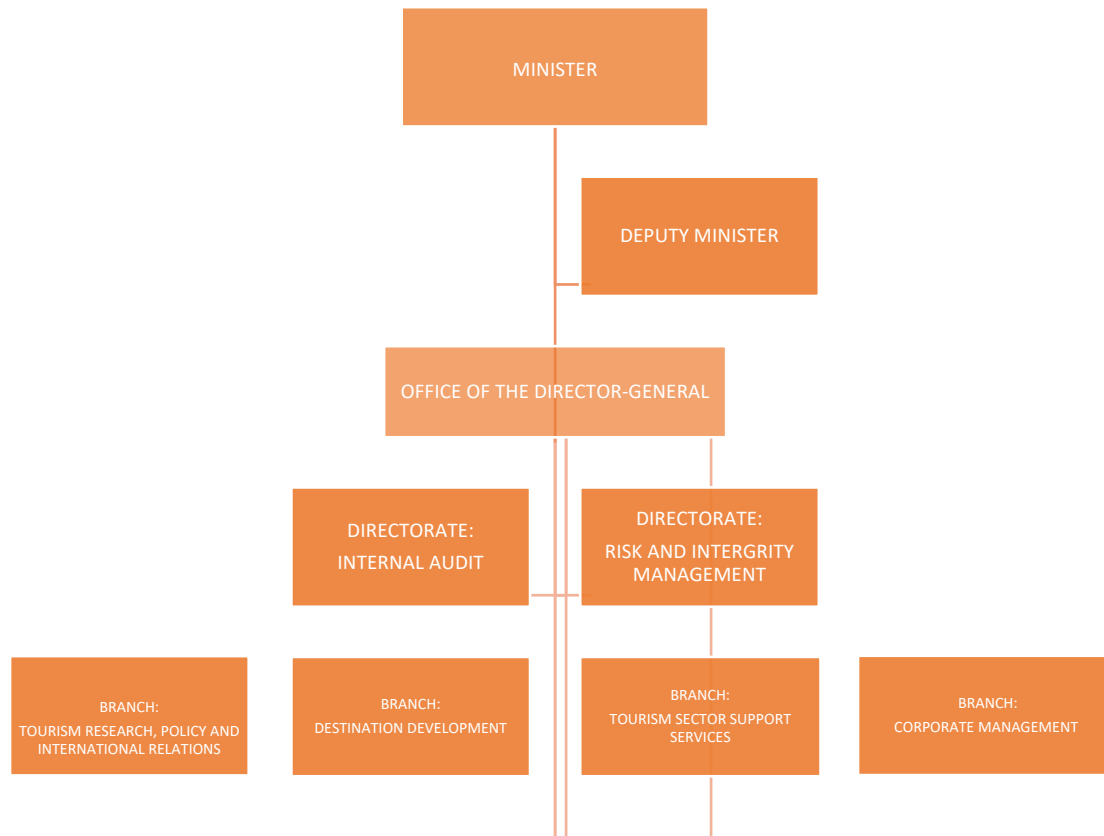 MINISTER
DEPUTY MINISTER
OFFICE OF THE DIRECTOR-GENERAL
DIRECTORATE:
INTERNAL AUDIT
DIRECTORATE:
RISK AND INTERGRITY
MANAGEMENT
BRANCH:
TOURISM RESEARCH, POLICY AND
INTERNATIONAL RELATIONS
BRANCH:
DESTINATION DEVELOPMENT
BRANCH:
TOURISM SECTOR SUPPORT
SERVICES
BRANCH:
CORPORATE MANAGEMENT